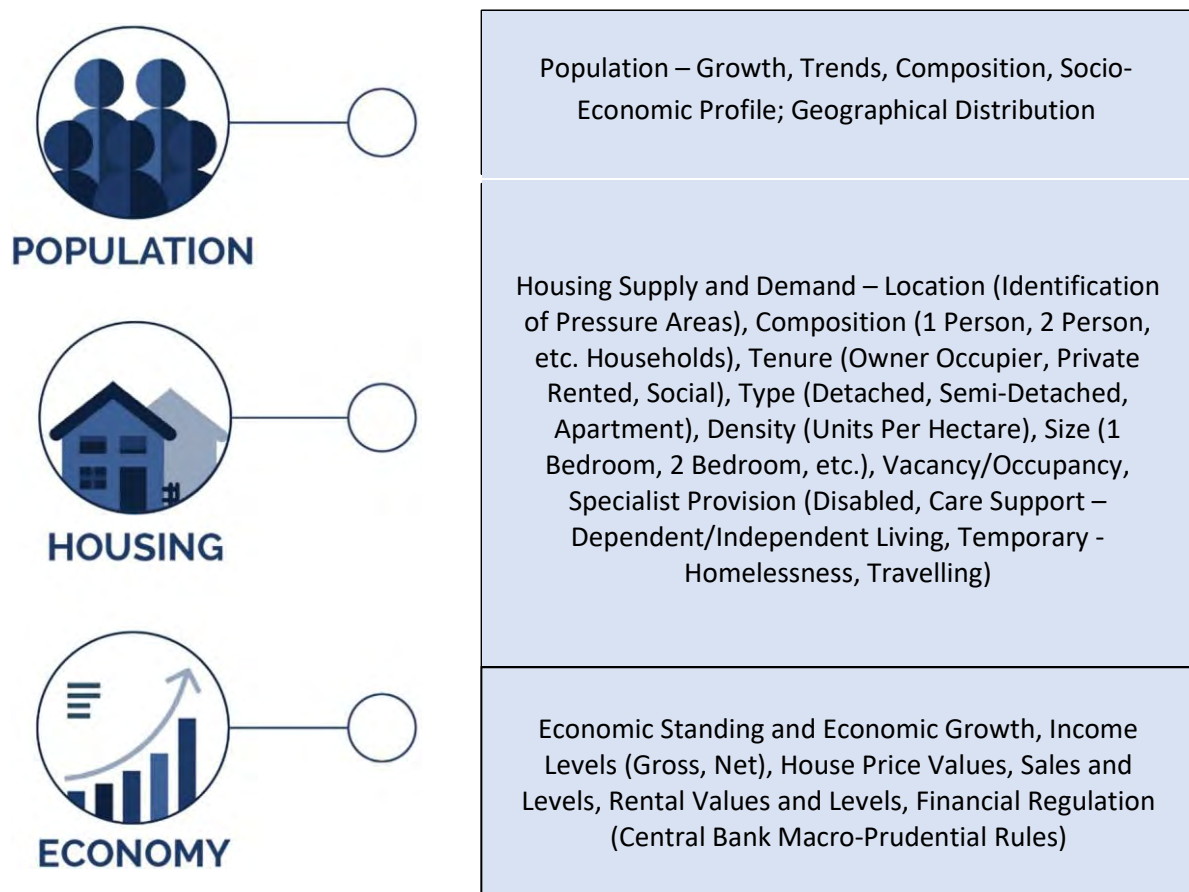 POPULATION
Population – Growth, Trends, Composition, Socio-
Economic Profile; Geographical Distribution
HOUSING
Housing Supply and Demand – Location (Identification
of Pressure Areas), Composition (1 Person, 2 Person,
etc. Households), Tenure (Owner Occupier, Private
Rented, Social), Type (Detached, Semi-Detached,
Apartment), Density (Units Per Hectare), Size (1
Bedroom, 2 Bedroom, etc.), Vacancy/Occupancy,
Specialist Provision (Disabled, Care Support –
Dependent/Independent Living, Temporary -
Homelessness, Travelling)
ECONOMY
Economic Standing and Economic Growth, Income
Levels (Gross, Net), House Price Values, Sales and
Levels, Rental Values and Levels, Financial Regulation
(Central Bank Macro-Prudential Rules)